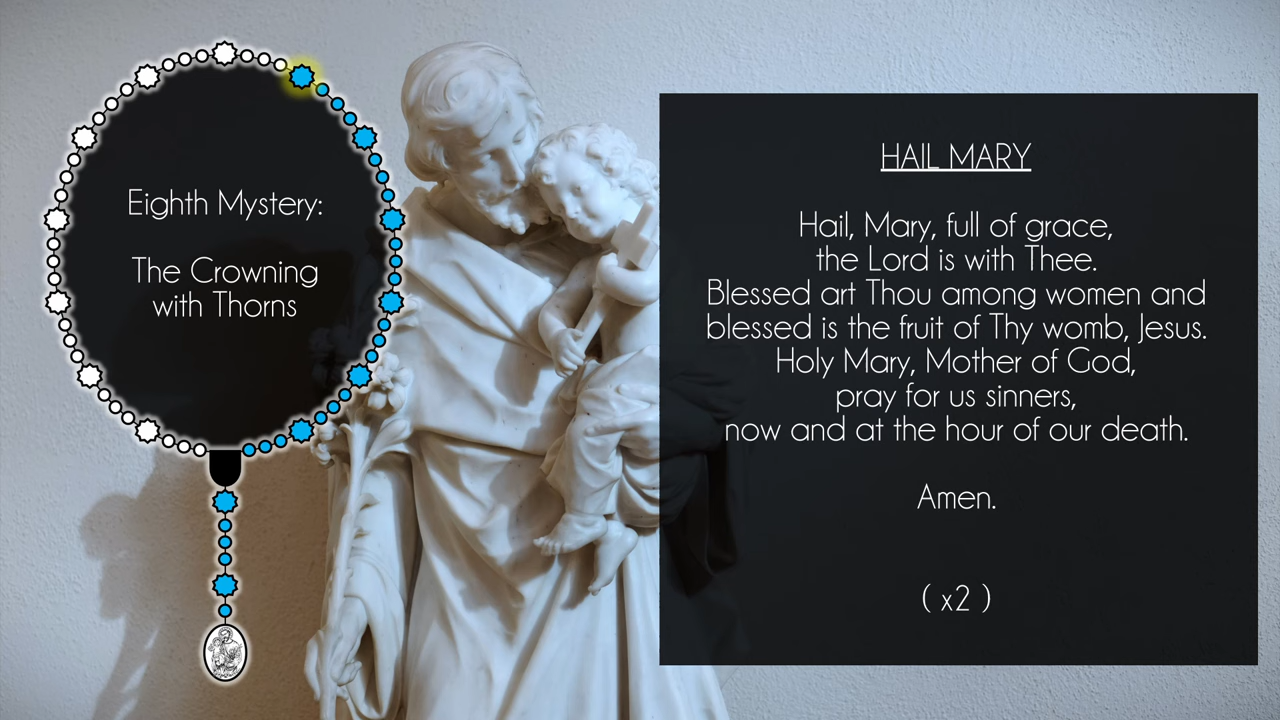 Eighth Mystery:
The Crowning
with Thorns
HAIL MARY
Hail, Mary, full of grace,
the Lord is with Thee.
Blessed art Thou among women and
blessed is the fruit of Thy womb, Jesus.
Holy Mary, Mother of God,
pray for us sinners,
now and at the hour of our death.
Amen.
( x2 )